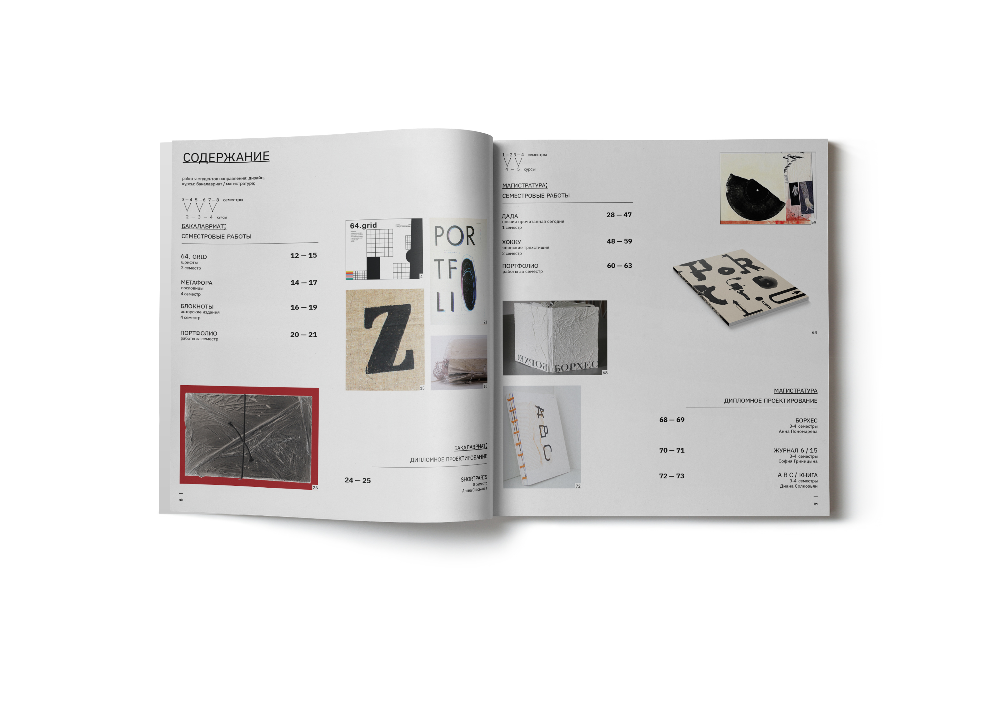 СОДЕРЖАНИЕ
работы студентов направления: дизайн;
курсы: бакалавриат / магистратура;
3 — 4 5 — 6 7 — 8 семестры
2 — 3 — 4 курсы
БАКАЛАВРИАТ;
СЕМЕСТРОВЫЕ РАБОТЫ
64. GRID 12 — 15
шрифты
3 семестр
МЕТАФОРА 14 — 17
пословицы
4 семестр
БЛОКНОТЫ 16 — 19
авторские издания
4 семестр
ПОРТФОЛИО 20 — 21
работы за семестр
26
6
64.grid
4
POR
TFO
LI
22
Z
15
18
БАКАЛАВРИАТ;
ДИПЛОМНОЕ ПРОЕКТИРОВАНИЕ
24 — 25 SHORTPARIS
8 семестр
Алена Стаськова
1 — 2 3 — 4 семестры
4 — 5 курсы
МАГИСТРАТУРА;
СЕМЕСТРОВЫЕ РАБОТЫ
ДАДА 28 — 47
поэзия прочитанная сегодня
1 семестр
ХОККУ 48 — 59
японские трехстишия
2 семестр
ПОРТФОЛИО 60 — 63
работы за семестр
59
64
БОРХЕС
БОРХЕС
68
A
B
C
72
МАГИСТРАТУРА
ДИПЛОМНОЕ ПРОЕКТИРОВАНИЕ
68 — 69 БОРХЕС
3-4 семестры
Анна Пономарева
70 — 71 ЖУРНАЛ 6 / 15
3-4 семестры
София Гриницына
72 — 73 A B C / КНИГА
3-4 семестры
Диана Солкозьян
7